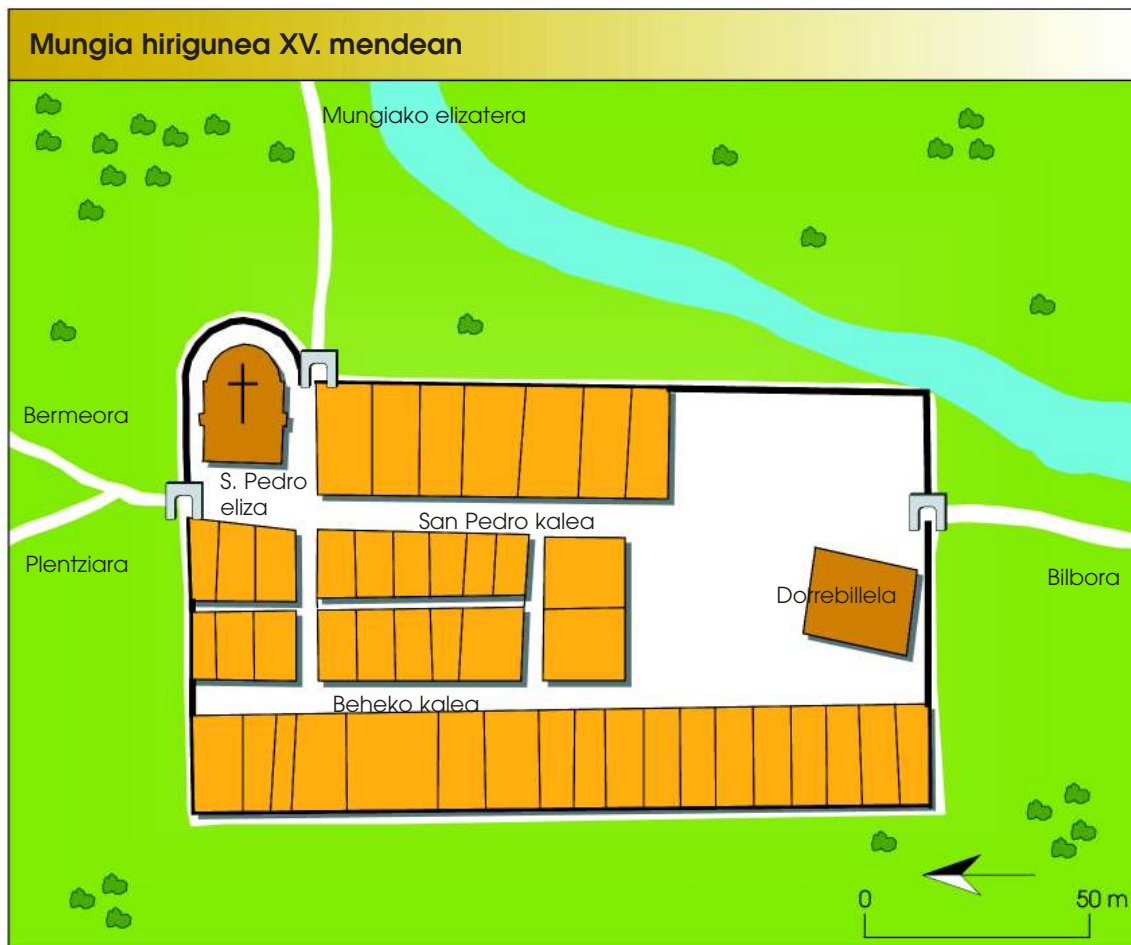 Mungia hirigunea XV. mendean
Mungiako elizatera
Bermeora
S. Pedro
eliza
San Pedro kalea
Plentziara
Dorrebillela
Bilbora
Beheko kalea
0
50 m